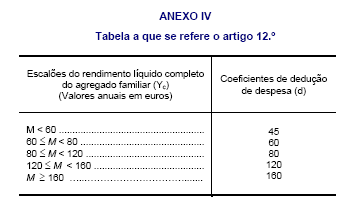 ANEXO IV
Tabela a que se refere o artigo 12.º
Escalões do rendimento líquido completo
do agregado familiar (Yc)
(Valores anuais em euros)
Coeficientes de dedução
de despesa (d)
M < 60 .................................................. 45
60 ≤ M < 80 ........................................... 60
80 ≤ M < 120 ......................................... 80
120 ≤ M < 160 ....................................... 120
M ≥ 160 ................................................ 160